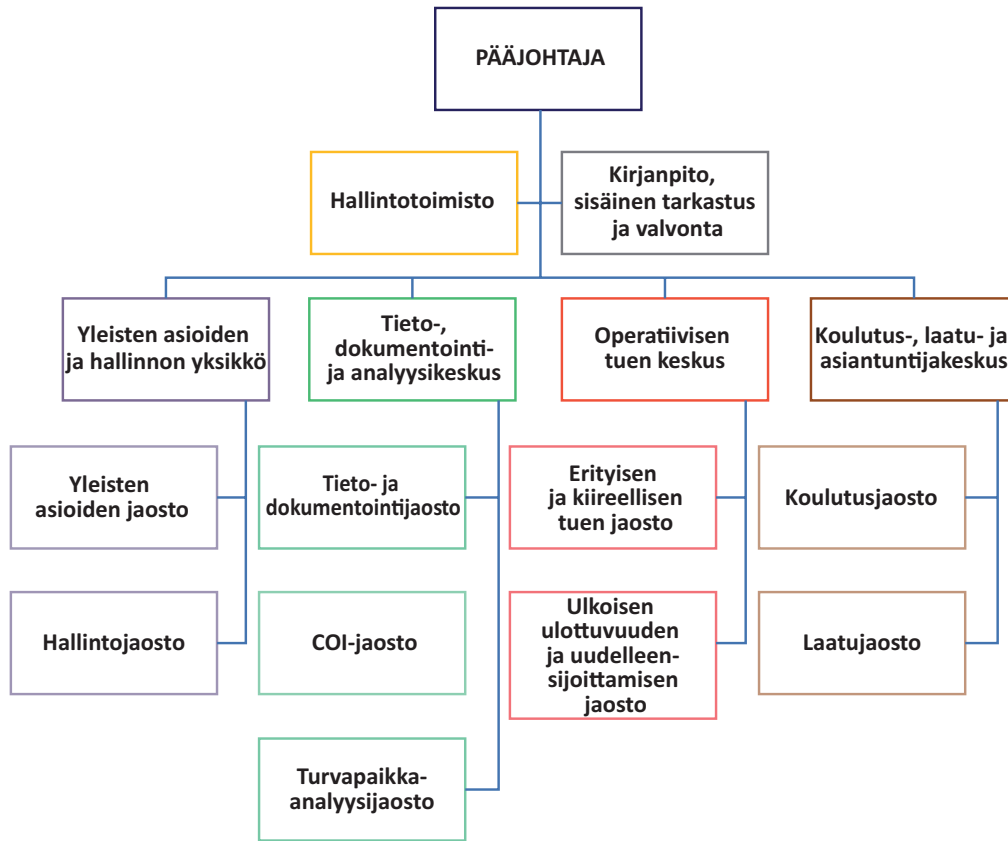 PÄÄJOHTAJA
Hallintotoimisto
Kirjanpito,
sisäinen tarkastus
ja valvonta
Yleisten asioiden
ja hallinnon yksikkö
Tieto-,
dokumentointi-
ja analyysikeskus
Operatiivisen
tuen keskus
Koulutus-, laatu- ja
asiantuntijakeskus
Yleisten
asioiden jaosto
Tieto- ja
dokumentointijaosto
Erityisen
ja kiireellisen
tuen jaosto
Koulutusjaosto
Hallintojaosto
COI-jaosto
Ulkoisen
ulottuvuuden
ja uudelleen-
sijoittamisen
jaosto
Laatujaosto
Turvapaikka-
analyysijaosto